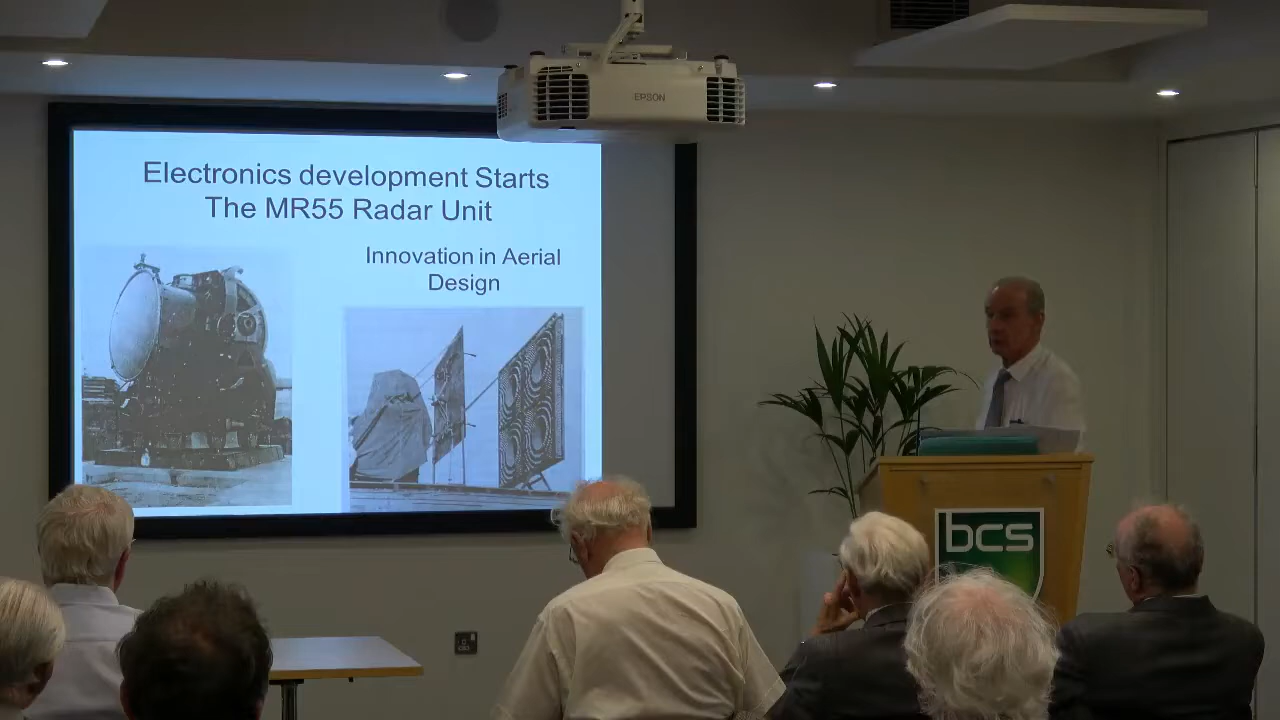 EPSON
Electronics development Starts
The MR55 Radar Unit
Innovation in Aerial
Design
bcs